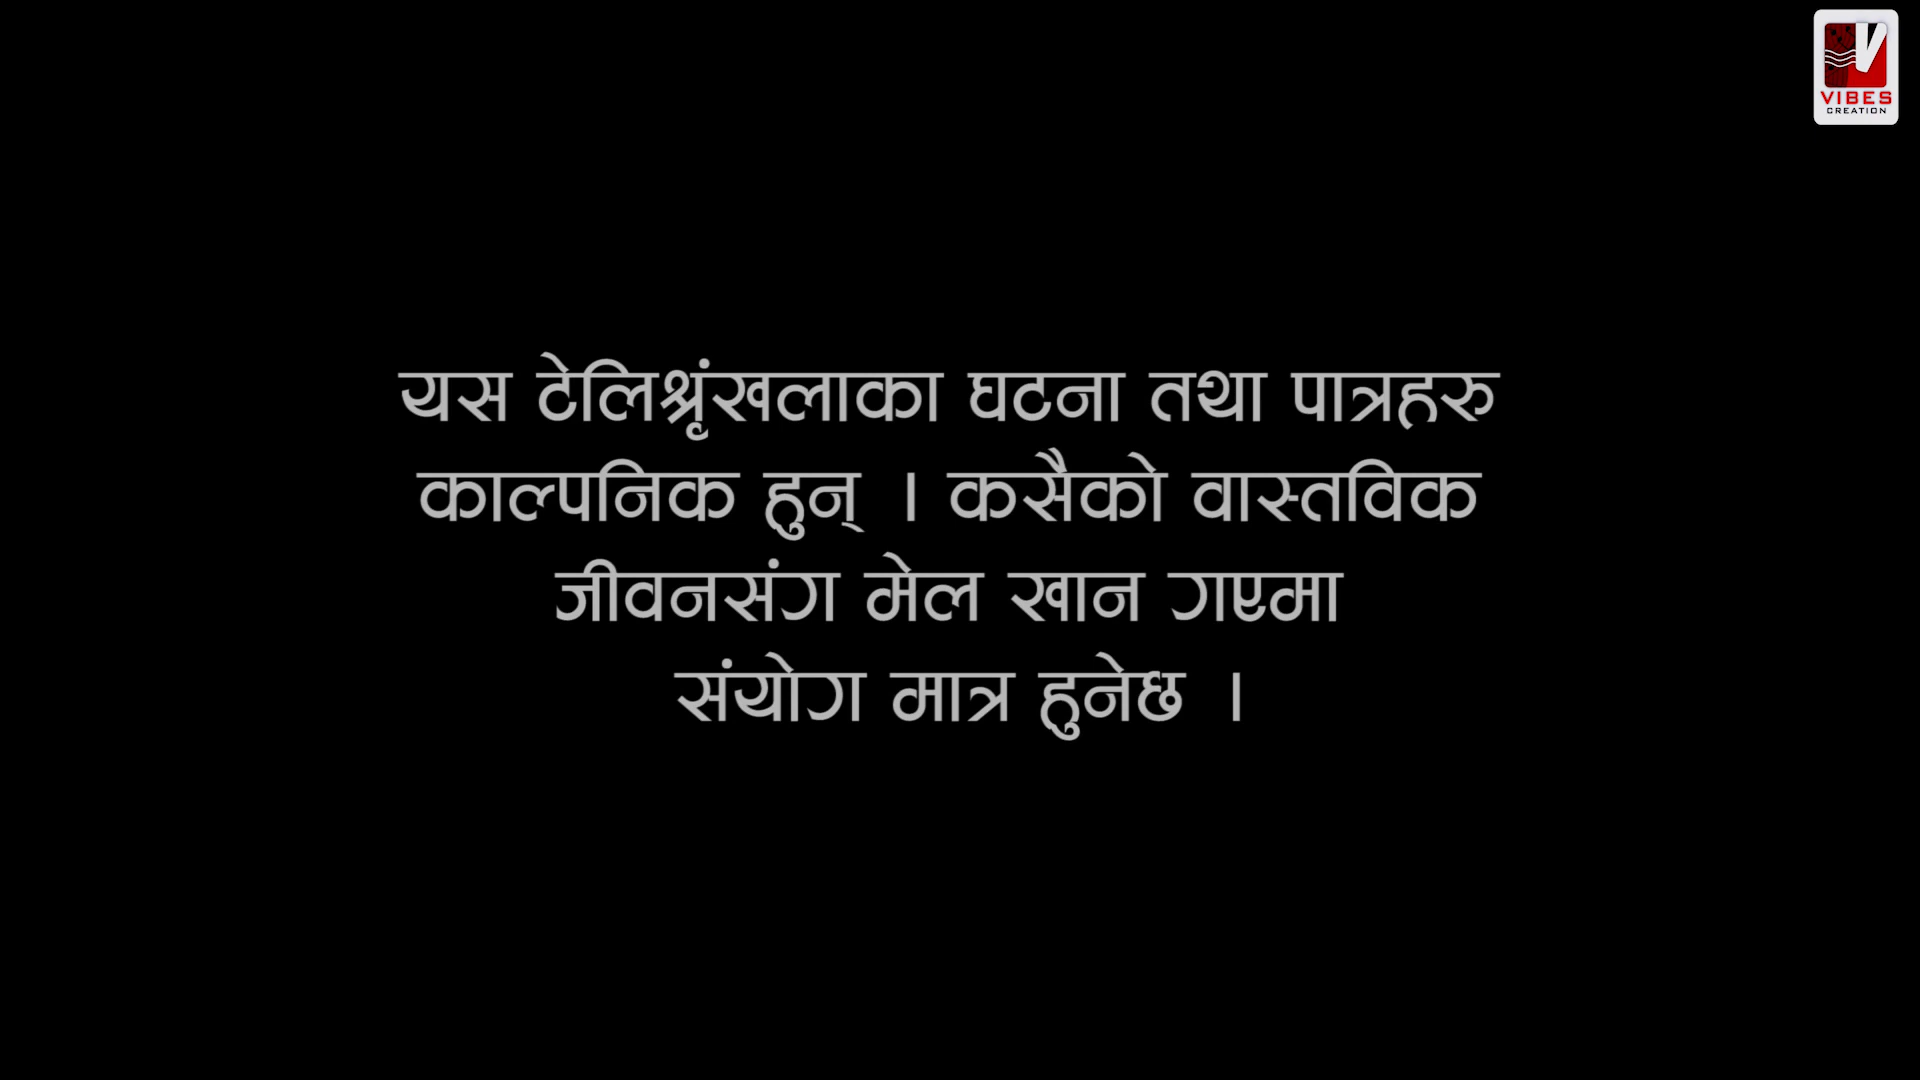 VIBES
CREATION
यस टेलिश्रृंखलाका घटना तथा पात्रहरु
काल्पनिक हुन् । कसैको वास्तविक
जीवनसंग मेल खान गएमा
संयोग मात्र हुनेछ ।